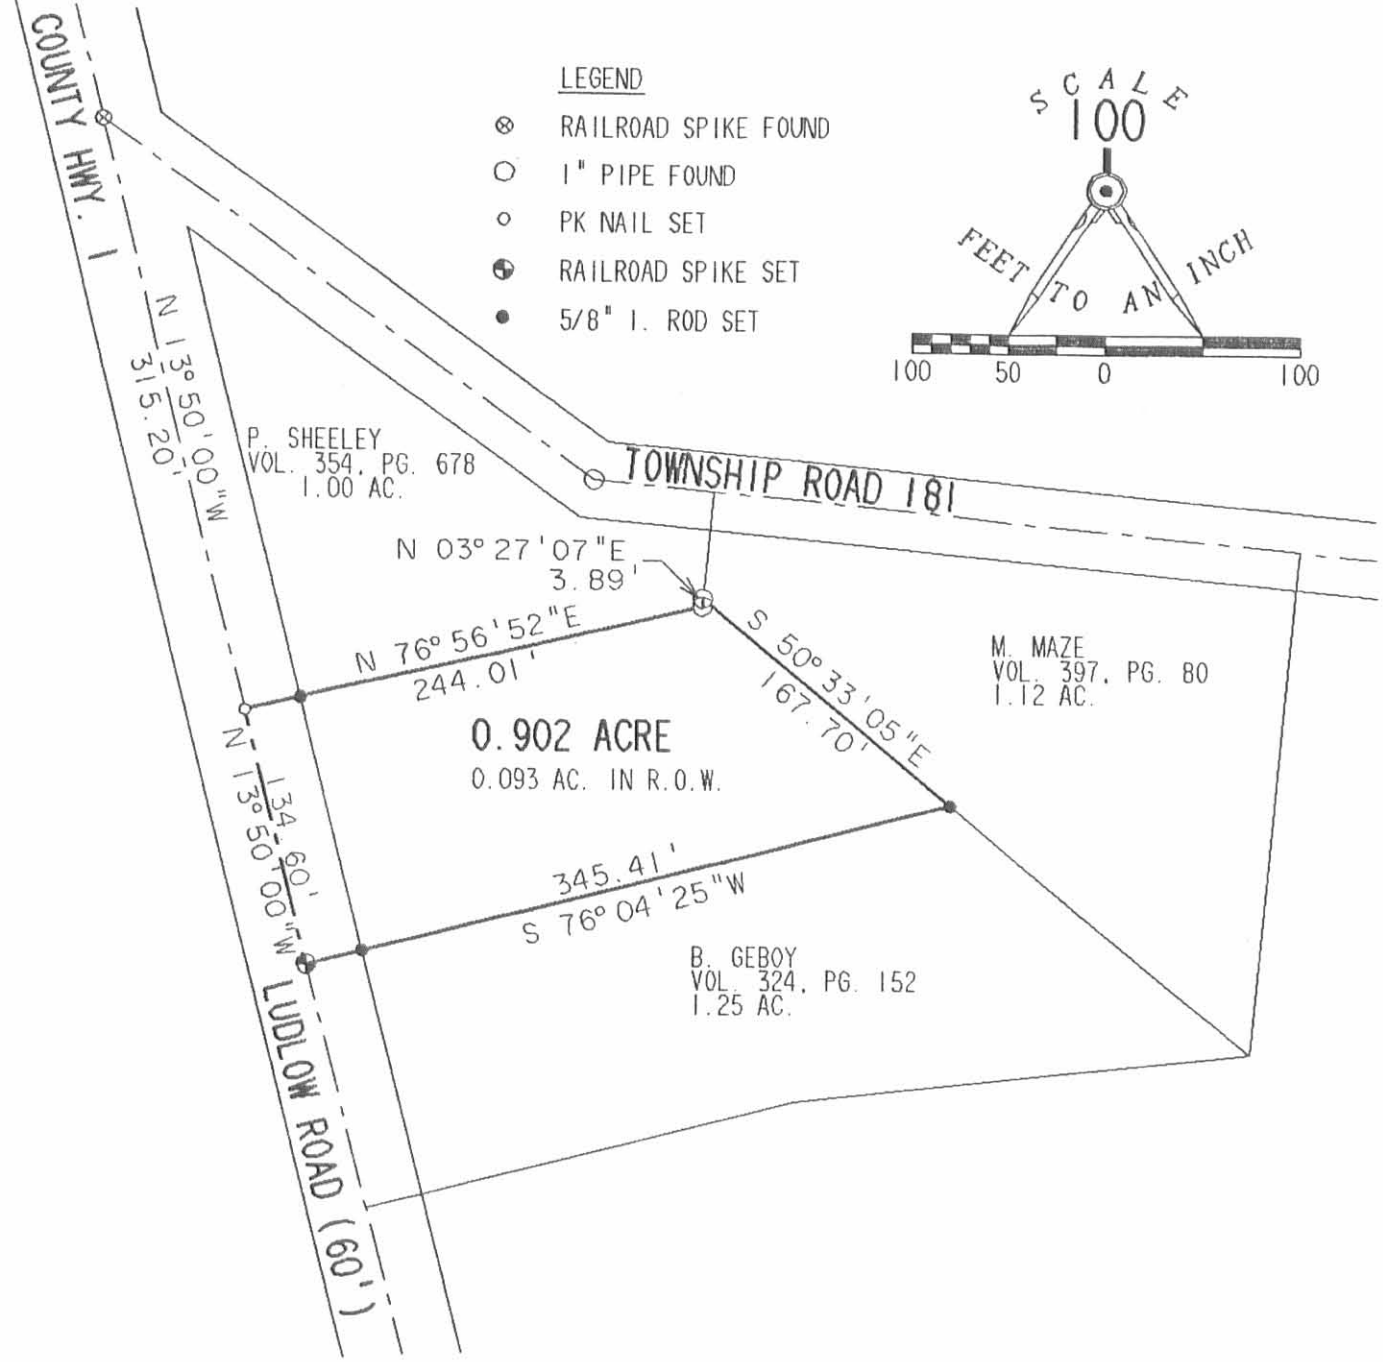 COUNTY HWY. 1
LEGEND
RAILROAD SPIKE FOUND
1" PIPE FOUND
PK NAIL SET
RAILROAD SPIKE SET
5/8" I. ROD SET
SCALE
100
FEET TO AN INCH
100 50 0 100
N 13°50'00"W
315.20'
P. SHEELEY
VOL. 354, PG. 678
1.00 AC.
TOWNSHIP ROAD 181
N 03°27'07"E
3.89'
N 76°56'52"E
244.01'
S 50°33'05"E
167.70'
M. MAZE
VOL. 397, PG. 80
1.12 AC.
0.902 ACRE
0.093 AC. IN R.O.W.
134.60'
N 13°50'00"W
345.41'
S 76°04'25"W
B. GEBOY
VOL. 324, PG. 152
1.25 AC.
LUDLOW ROAD (60')